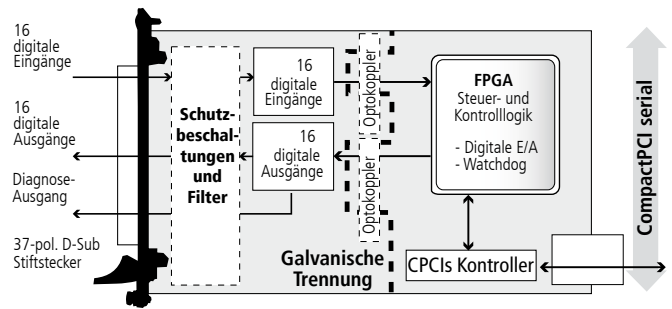 16
digitale
Eingänge
16
digitale
Ausgänge
Diagnose-
Ausgang
37-pol. D-Sub
Stiftstecker
Schutz-
beschal-
tungen
und
Filter
16
digitale
Eingänge
16
digitale
Ausgänge
Optokoppler
Optokoppler
Galvanische
Trennung
FPGA
Steuer- und
Kontrolllogik
- Digitale E/A
- Watchdog
CPCIs Kontroller
CompactPCI serial